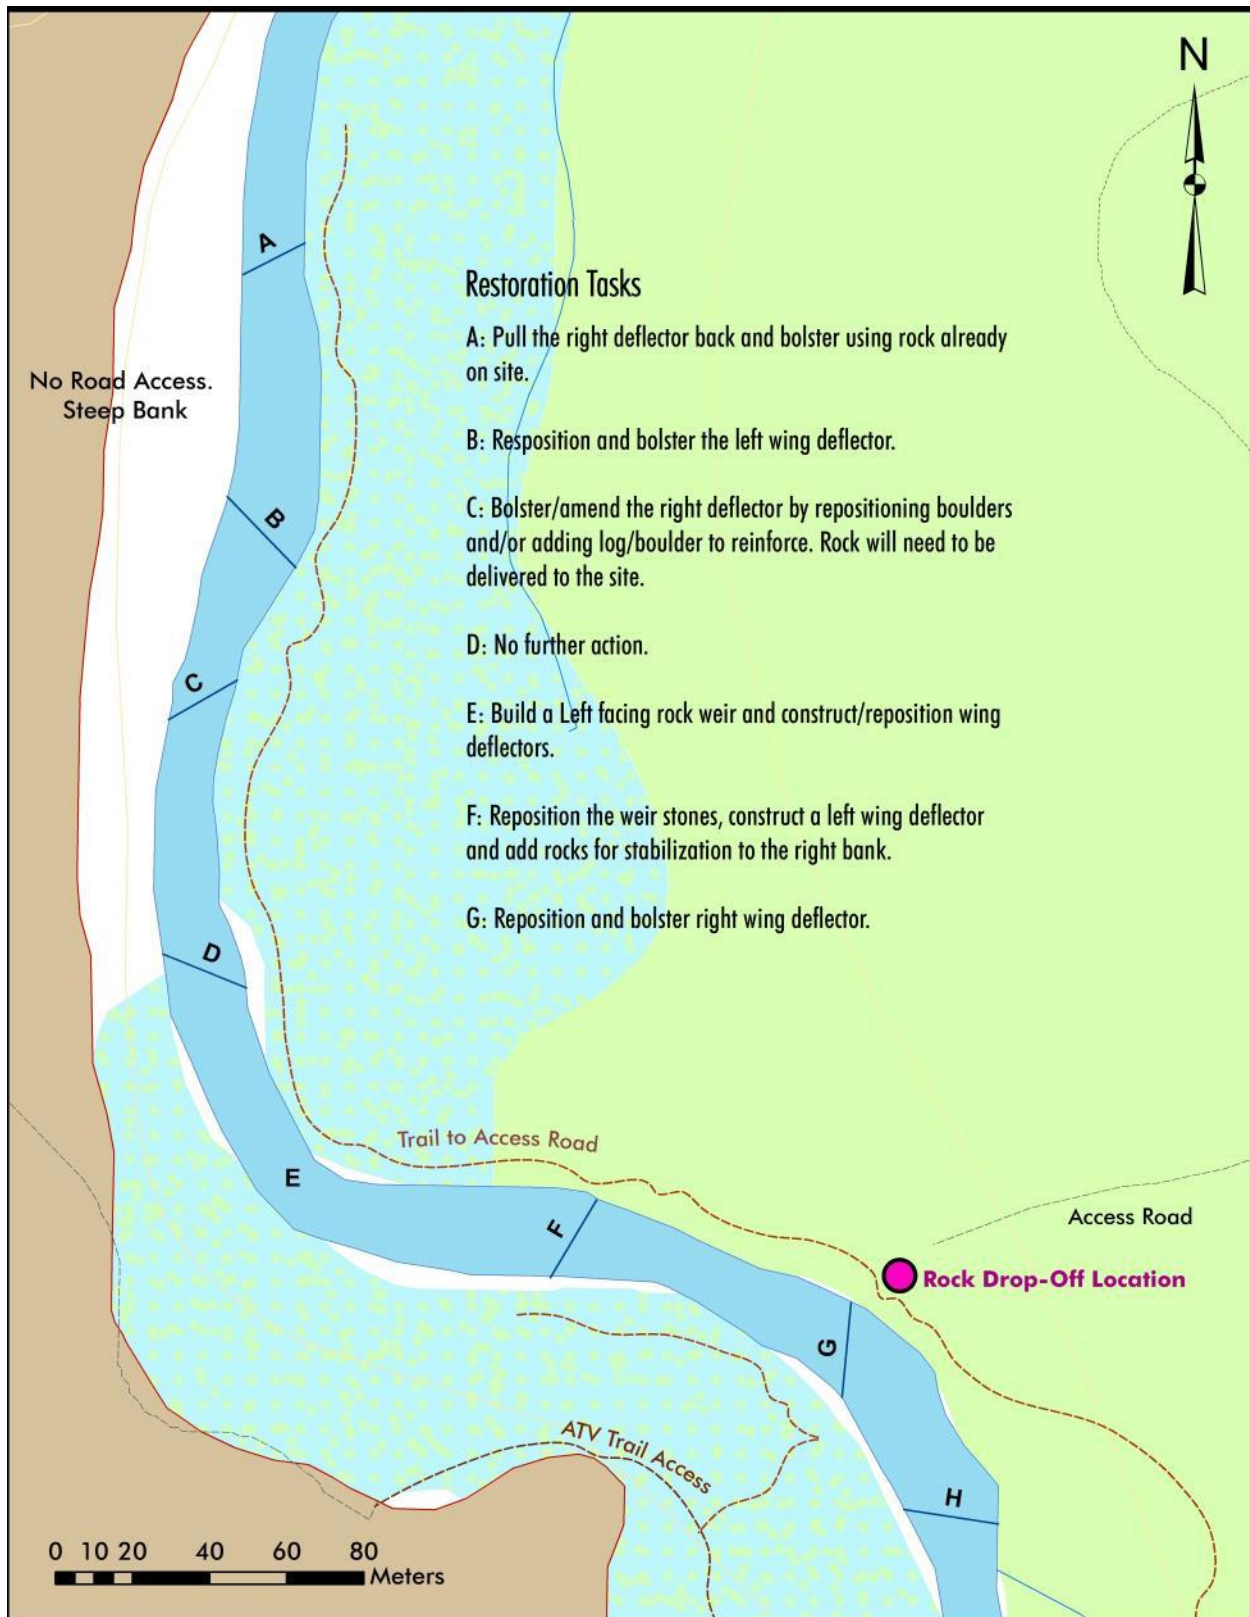 N
A
Restoration Tasks
A: Pull the right deflector back and bolster using rock already
on site.
No Road Access.
Steep Bank
B: Resposition and bolster the left wing deflector.
B
C: Bolster/amend the right deflector by repositioning boulders
and/or adding log/boulder to reinforce. Rock will need to be
delivered to the site.
D: No further action.
C
E: Build a Left facing rock weir and construct/reposition wing
deflectors.
F: Reposition the weir stones, construct a left wing deflector
and add rocks for stabilization to the right bank.
G: Reposition and bolster right wing deflector.
D
Trail to Access Road
E
F
Access Road
Rock Drop-Off Location
G
ATV Trail Access
H
0 10 20 40 60 80
Meters